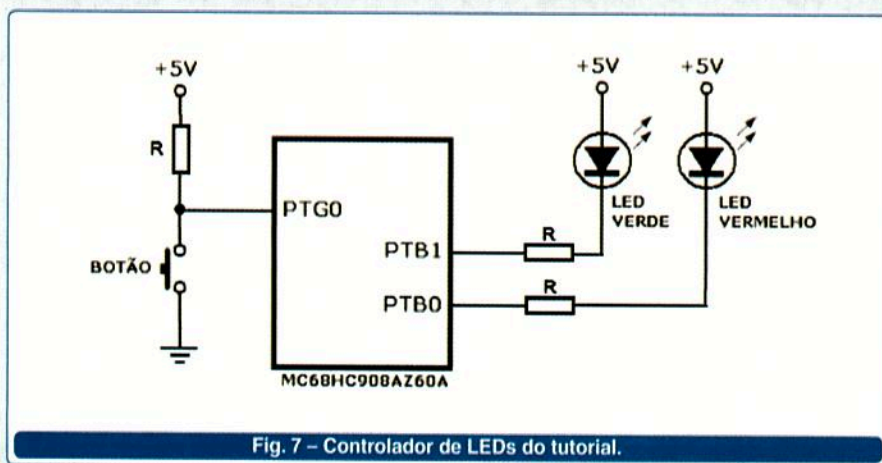 +5V
R
BOTÃO
PTG0
PTB1
PTB0
MC68HC908AZ60A
R
R
+5V
LED
VERDE
+5V
LED
VERMELHO
Fig. 7 – Controlador de LEDs do tutorial.